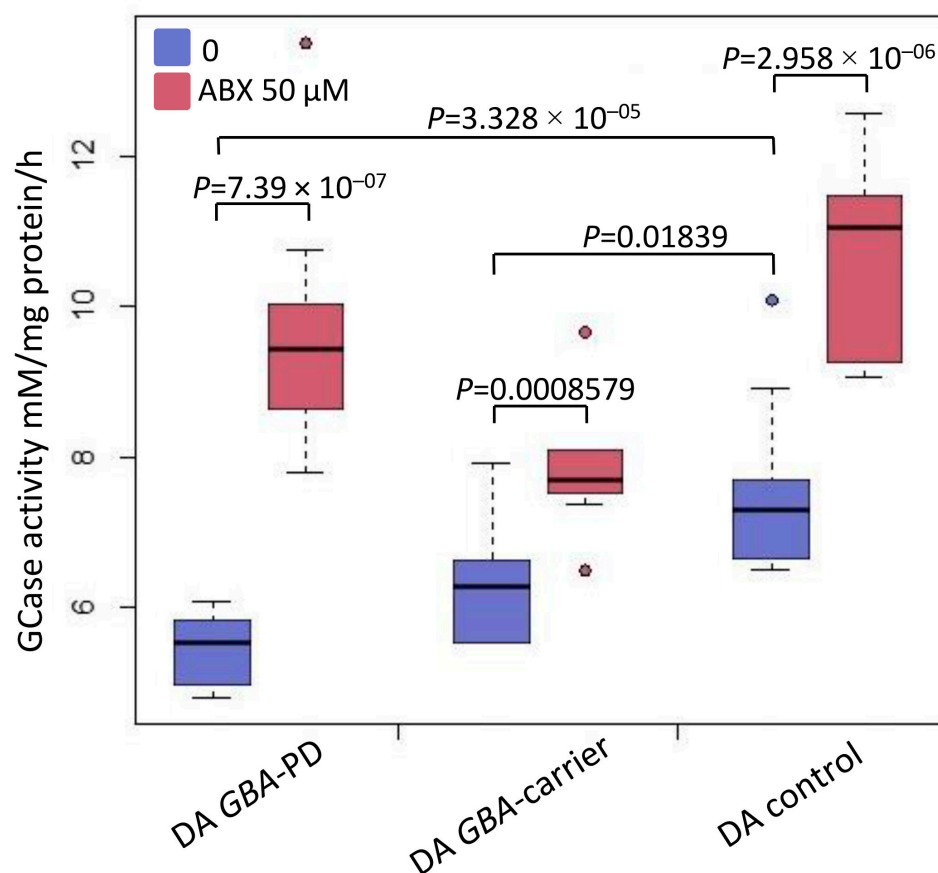 0
ABX 50 µM
P=2.958 × 10⁻⁰⁶
P=3.328 × 10⁻⁰⁵
P=7.39 × 10⁻⁰⁷
P=0.01839
P=0.0008579
GCase activity mM/mg protein/h
12
10
8
6
DA GBA-PD
DA GBA-carrier
DA control